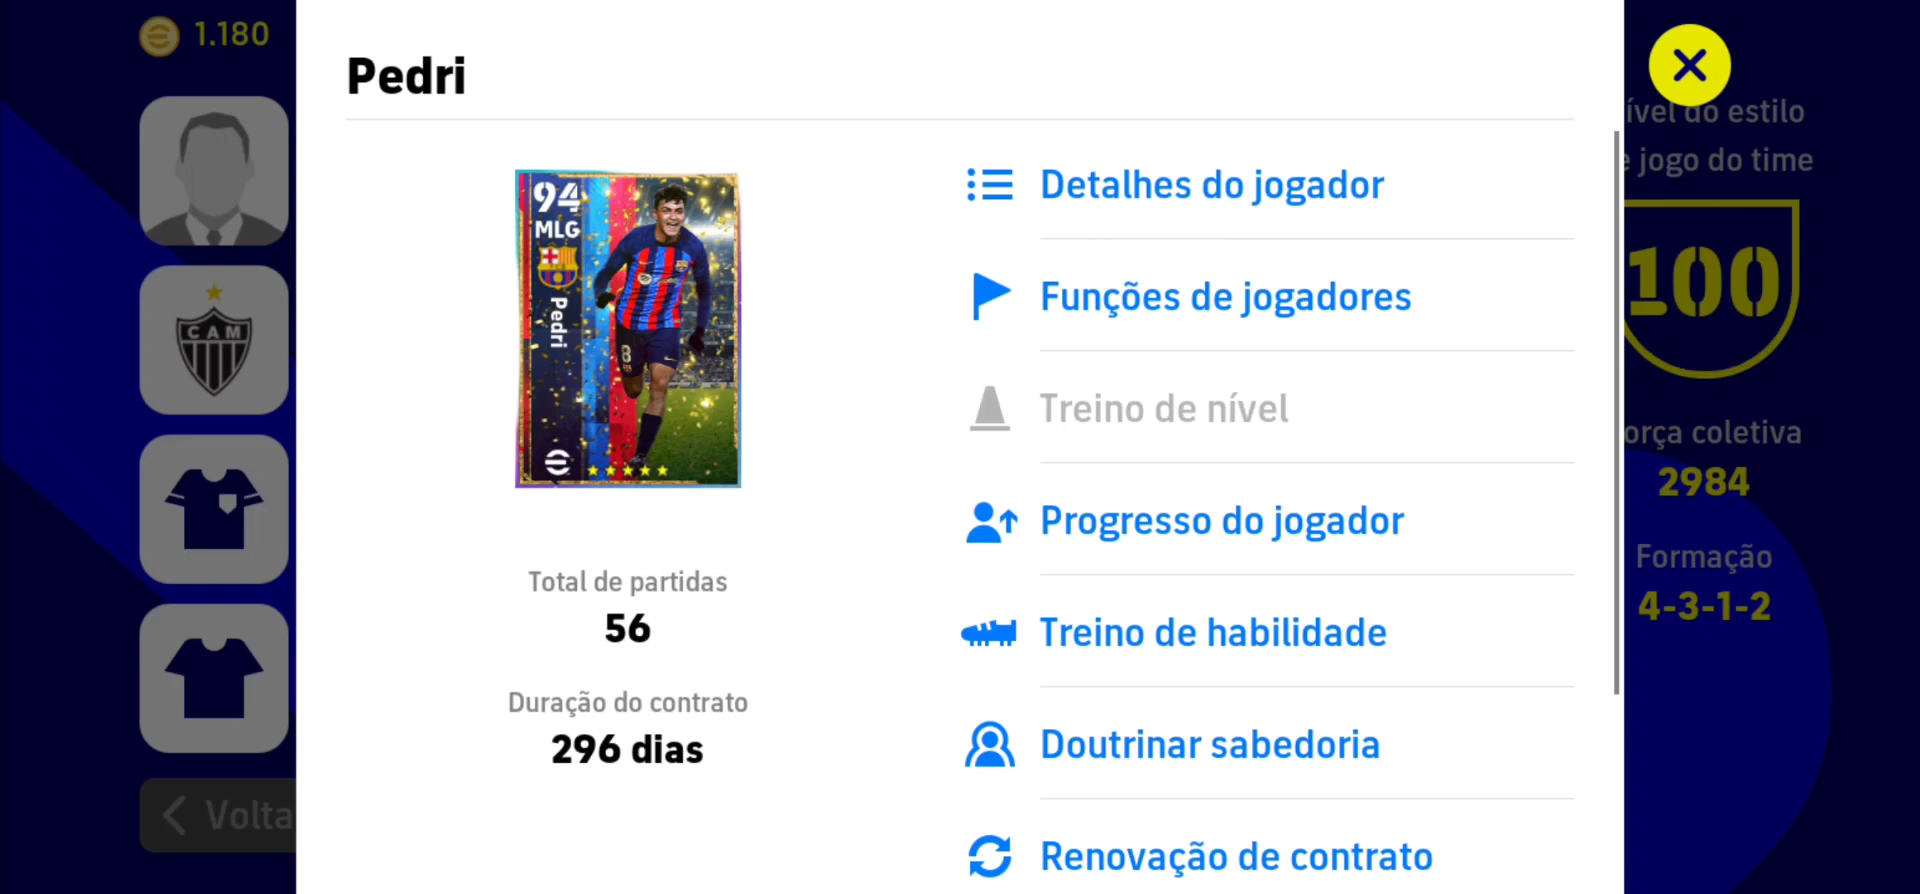 1.180
Pedri
94
MLG
Pedri
8
Total de partidas
56
Duração do contrato
296 dias
Detalhes do jogador
Funções de jogadores
Treino de nível
Progresso do jogador
Treino de habilidade
Doutrinar sabedoria
Renovação de contrato
CAM
Volta
ível do estilo
e jogo do time
100
orça coletiva
2984
Formação
4-3-1-2